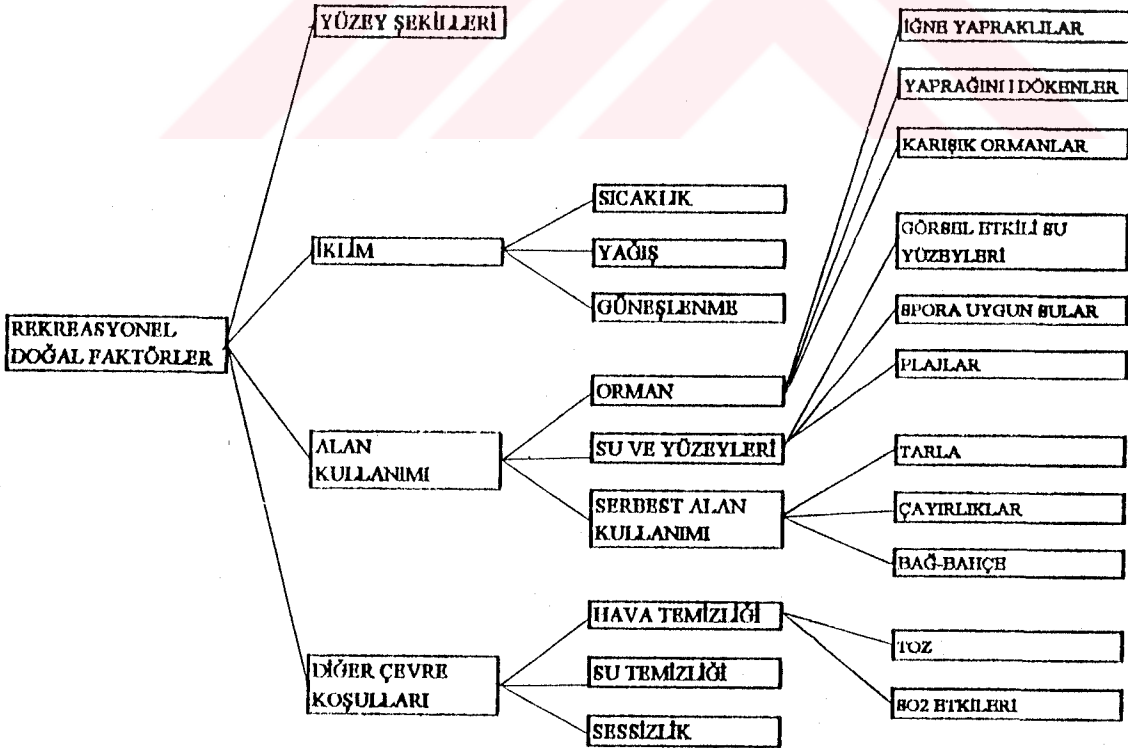 YÜZEY ŞEKİLLERİ
İĞNE YAPRAKLILAR
YAPRAĞINI DÖKENLER
KARIŞIK ORMANLAR
SICAKLIK
GÖRSEL ETKİLİ SU
YÜZEYLERİ
İKLİM
YAĞIŞ
GÜNEŞLENME
SPORA UYGUN SULAR
REKREASYONEL
DOĞAL FAKTÖRLER
PLAJLAR
ORMAN
ALAN
KULLANIMI
SU VE YÜZEYLERİ
TARLA
SERBEST ALAN
KULLANIMI
ÇAYIRLIKLAR
BAĞ-BAHÇE
HAVA TEMİZLİĞİ
TOZ
DİĞER ÇEVRE
KOŞULLARI
SU TEMİZLİĞİ
SO2 ETKİLERİ
SESSİZLİK